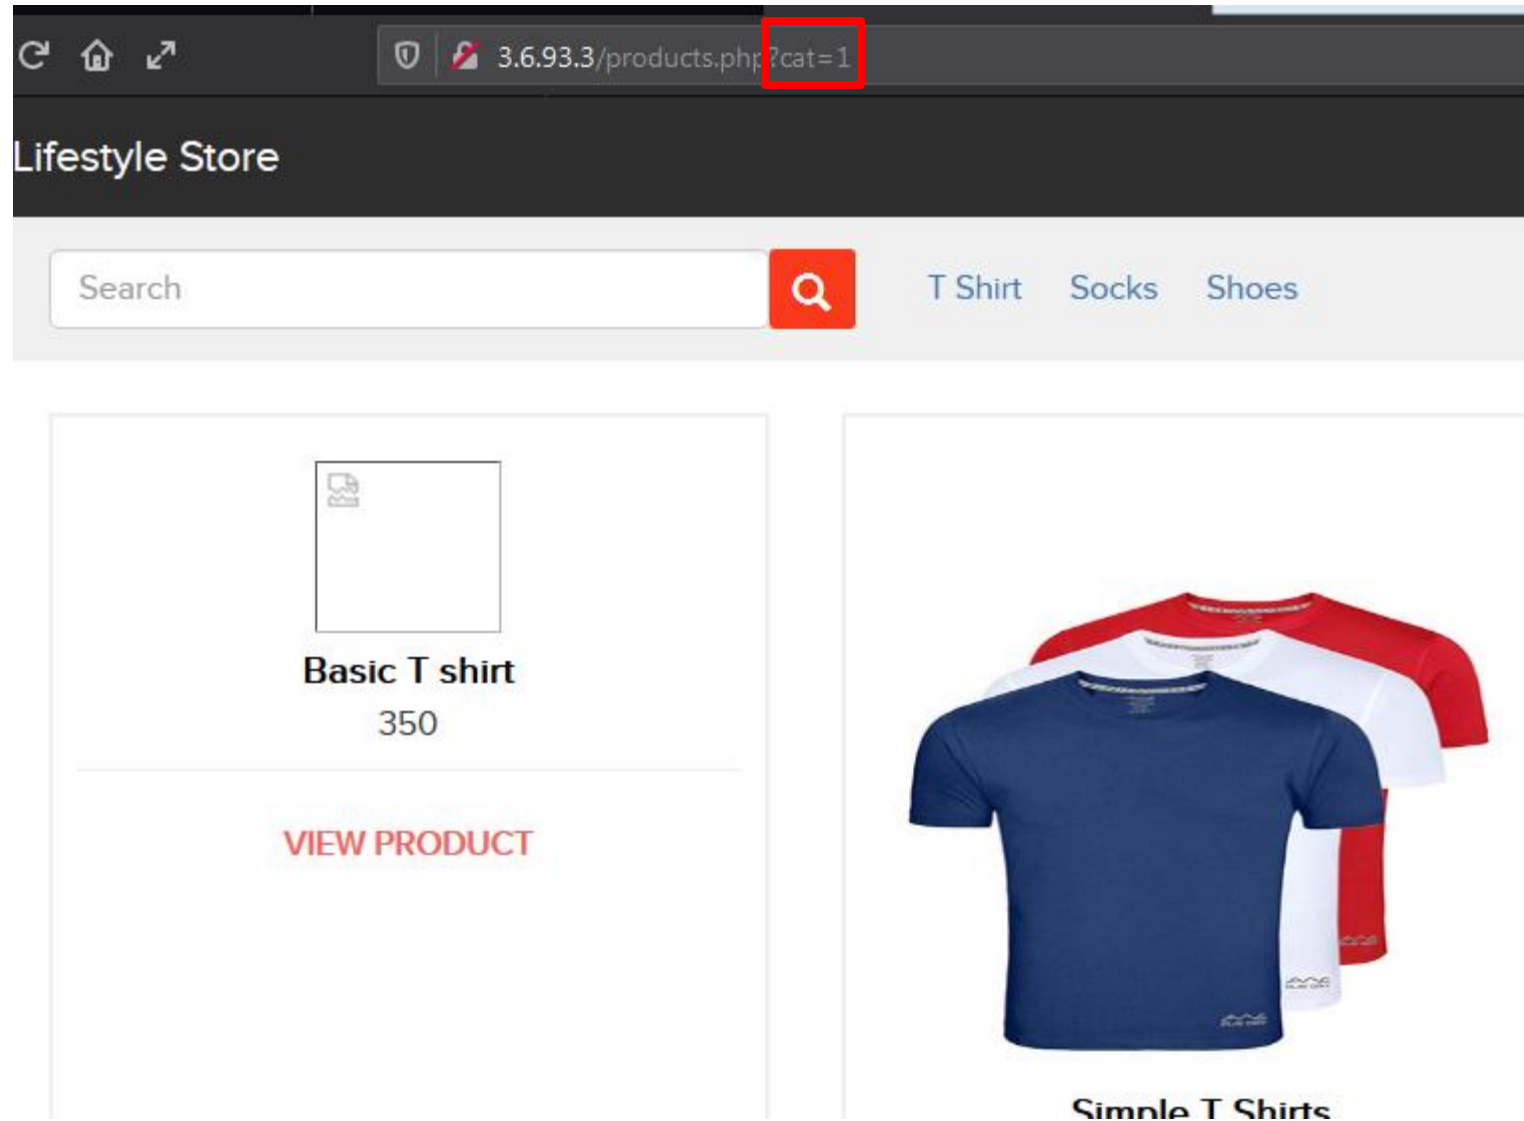 3.6.93.3/products.php?cat=1
Lifestyle Store
Search
T Shirt Socks Shoes
Basic T shirt
350
VIEW PRODUCT
Simple T Shirts